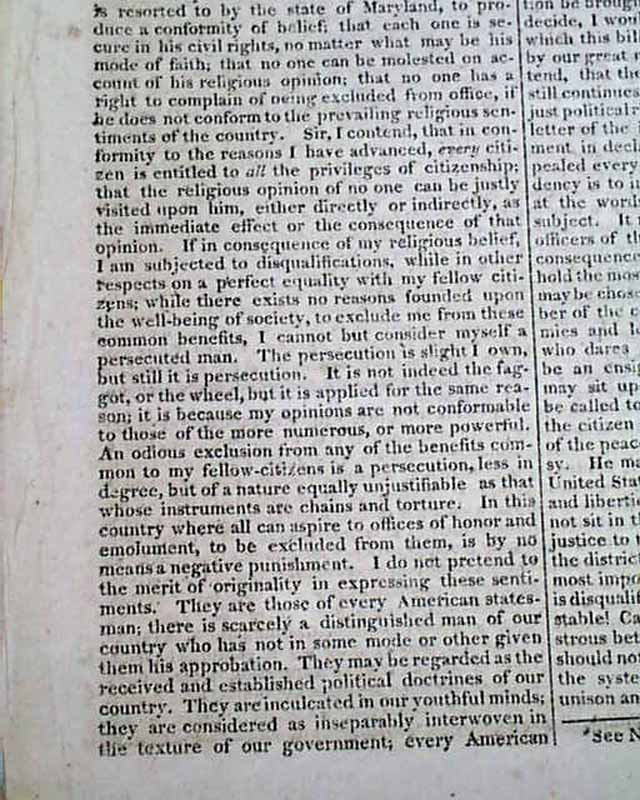 is resorted to by the state of Maryland, to pro-
duce a conformity of belief; that each one is se-
cure in his civil rights, no matter what may be his
mode of faith; that no one can be molested on ac-
count of his religious opinion; that no one has a
right to complain of being excluded from office, if
he does not conform to the prevailing religious sen-
timents of the country. Sir, I contend, that in con-
formity to the reasons I have advanced, every citi-
zen is entitled to all the privileges of citizenship;
that the religious opinion of no one can be justly
visited upon him, either directly or indirectly, as
the immediate effect or the consequence of that
opinion. If in consequence of my religious belief,
I am subjected to disqualifications, while in other
respects on a perfect equality with my fellow citi-
zens; while there exists no reasons founded upon
the well-being of society, to exclude me from these
common benefits, I cannot but consider myself a
persecuted man. The persecution is slight I own,
but still it is persecution. It is not indeed the fag-
got, or the wheel, but it is applied for the same rea-
son; it is because my opinions are not conformable
to those of the more numerous, or more powerful.
An odious exclusion from any of the benefits com-
mon to my fellow-citizens is a persecution, less in
degree, but of a nature equally unjustifiable as that
whose instruments are chains and torture. In this
country where all can aspire to offices of honor and
emolument, to be excluded from them, is by no
means a negative punishment. I do not pretend to
the merit of originality in expressing these senti-
ments. They are those of every American states-
man; there is scarcely a distinguished man of our
country who has not in some mode or other given
them his approbation. They may be regarded as the
received and established political doctrines of our
country. They are inculcated in our youthful minds;
they are considered as inseparably interwoven in
the texture of our government; every American
tion be brough
decide, I wou
which this bill
by our great
tend, that the
still continues
just political
letter of the
ment in decl
pealed every
dency is to i
at the words
subject. It
officers of th
consequence
hold the mos
may be chose
ber of the c
mies and
who dares
be an ensig
may sit up
be called to
the citizen
of the peac
sy. He ma
United Stat
and libertie
not sit in t
justice to
the district
most impo
is disqualif
stable! Ca
strous bet
should no
the syste
unison an
*See N